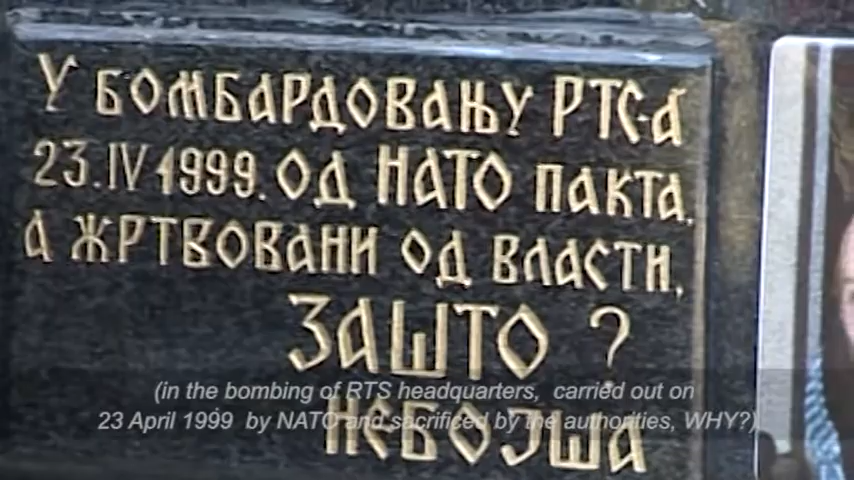 У БОМБАРДОВАЊУ РТС-А
23.IV 1999. ОД НАТО ПАКТА,
А ЖРТВОВАНИ ОД ВЛАСТИ,
ЗАШТО ?
(in the bombing of RTS headquarters, carried out on
23 April 1999 by NATO and sacrificed by the authorities, WHY?)
НЕБОЈША